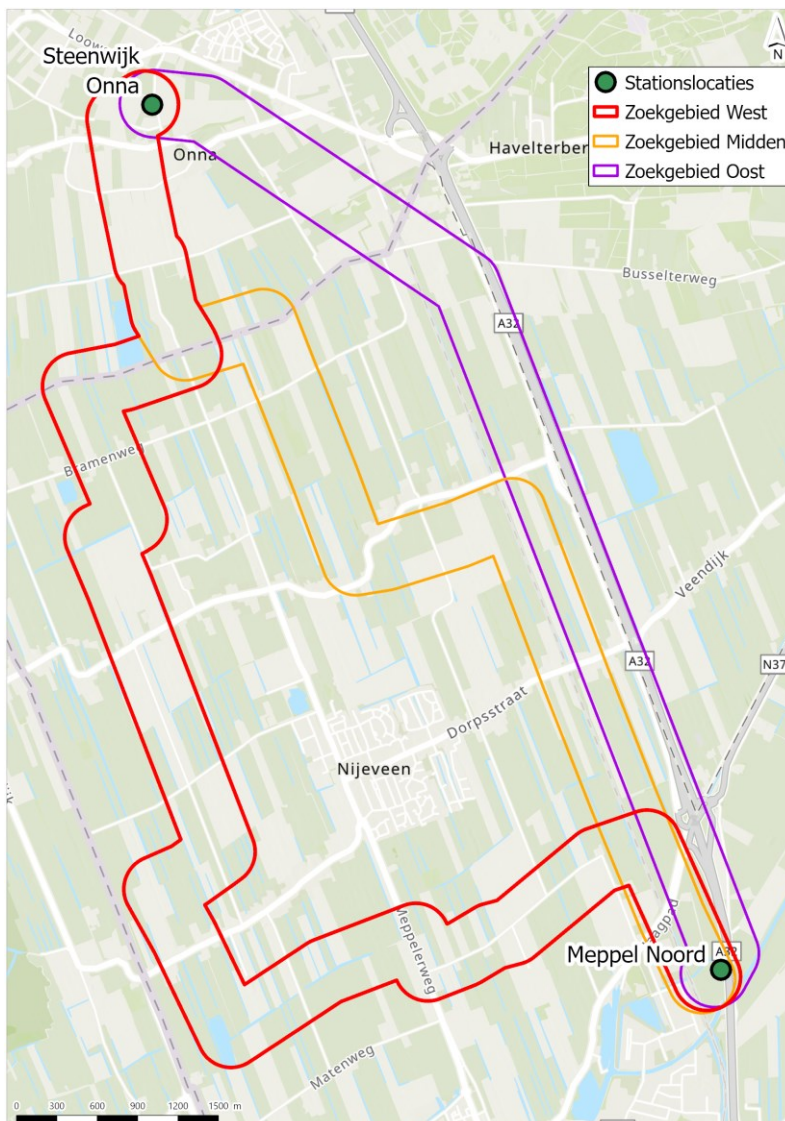 Steenwijk
Onna
Onna
Havelterber
N
Stationslocaties
Zoekgebied West
Zoekgebied Midden
Zoekgebied Oost
Busselterweg
A32
Bramenweg
Veendijk
A32
N37
Dorpsstraat
Nijeveen
Meppelerweg
Meppel Noord
A32
Matenweg
0 300 600 900 1200 1500 m